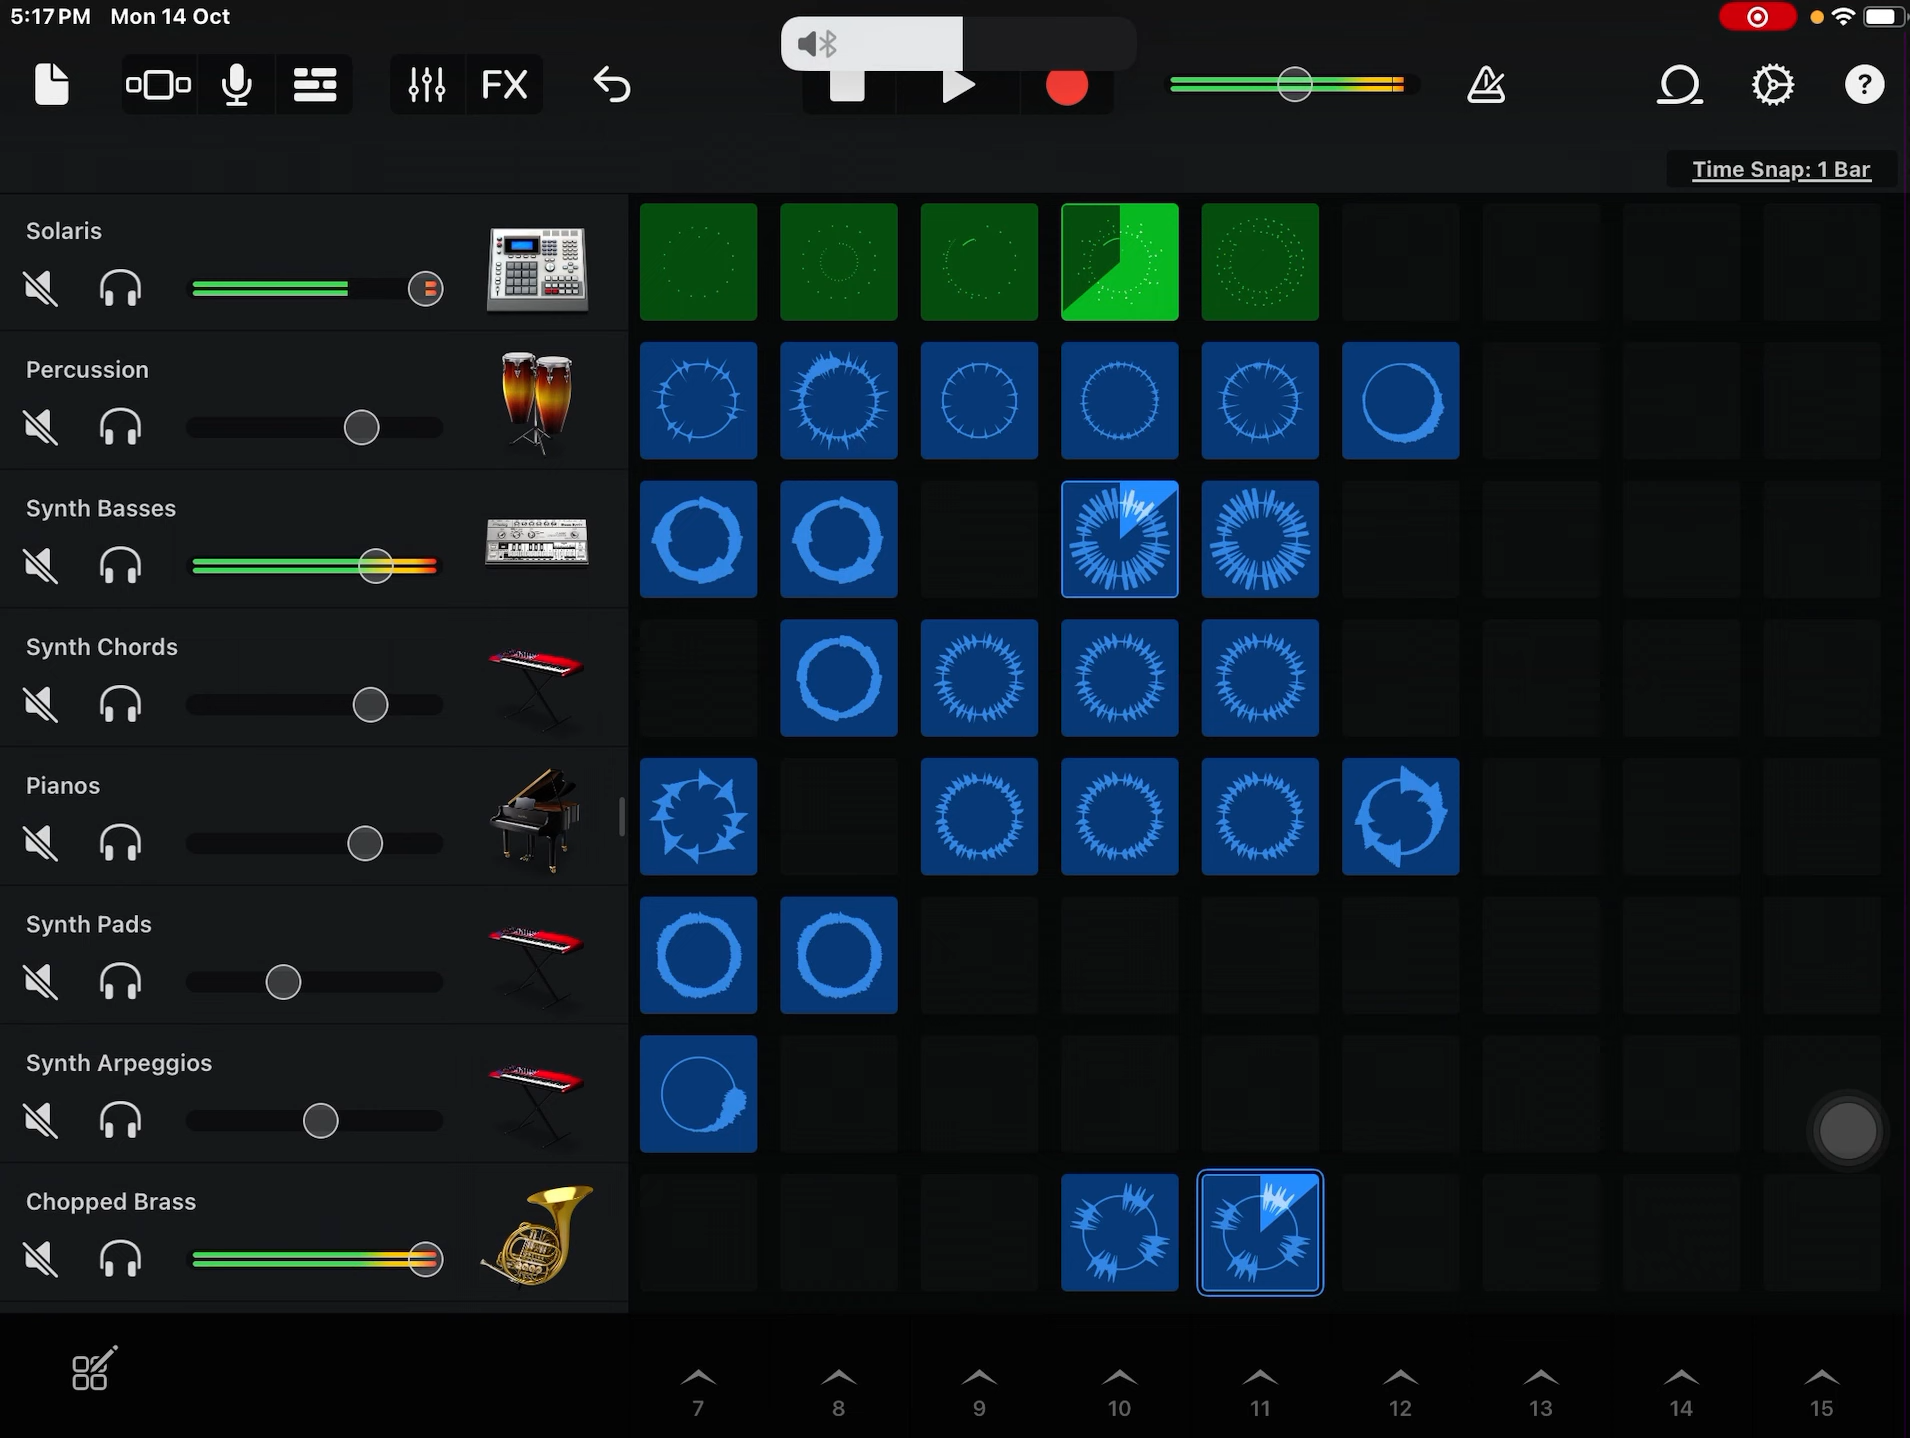 5:17 PM Mon 14 Oct
FX
?
Time Snap: 1 Bar
Solaris
Percussion
Synth Basses
Synth Chords
Pianos
Synth Pads
Synth Arpeggios
Chopped Brass
7 8 9 10 11 12 13 14 15